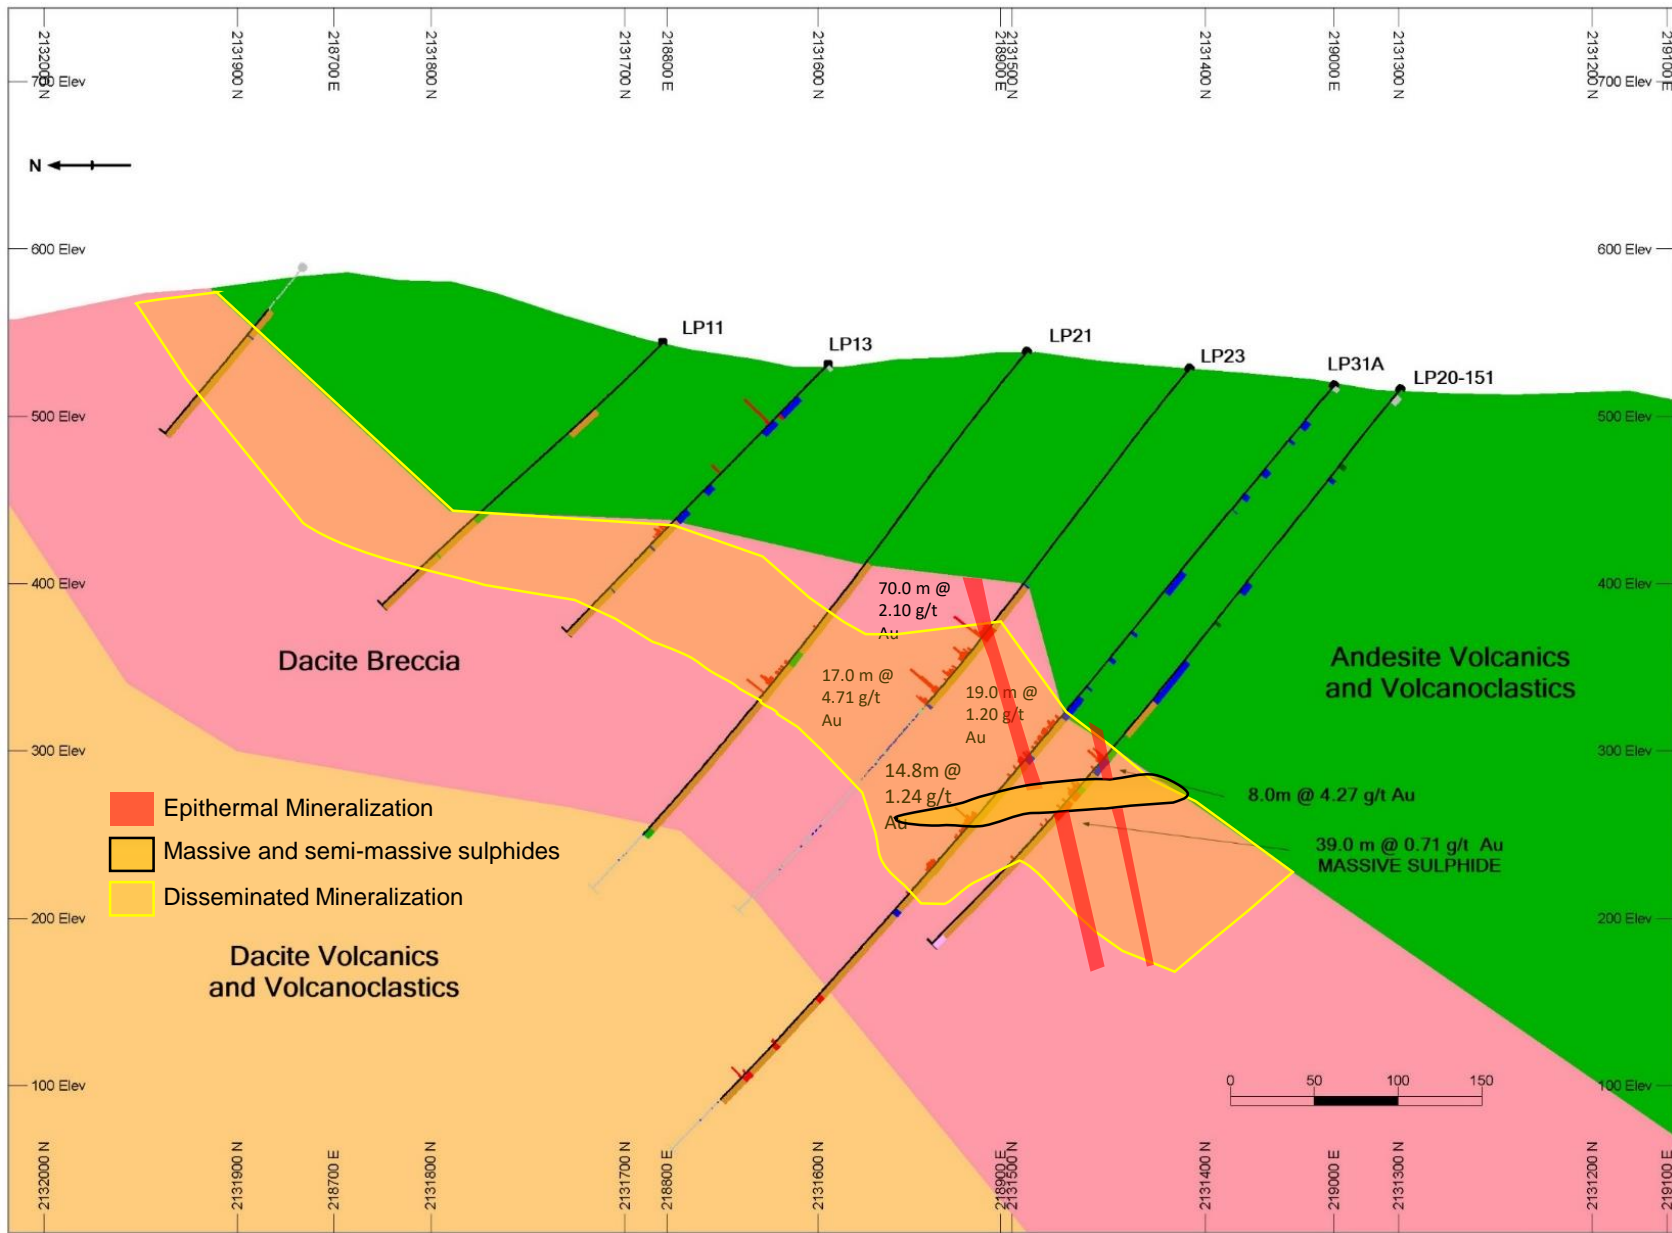 2132000 N
2131900 N
218700 E
2131800 N
2131700 N
218800 E
2131600 N
218900 E
2131500 N
2131400 N
219000 E
2131300 N
2131200 N
219100 E
700 Elev
700 Elev
N
600 Elev
600 Elev
LP11
LP13
LP21
LP23
LP31A
LP20-151
500 Elev
500 Elev
400 Elev
400 Elev
70.0 m @
2.10 g/t
Au
Dacite Breccia
17.0 m @
4.71 g/t
Au
19.0 m @
1.20 g/t
Au
Andesite Volcanics
and Volcanoclastics
300 Elev
300 Elev
14.8m @
1.24 g/t
Au
8.0m @ 4.27 g/t Au
39.0 m @ 0.71 g/t Au
MASSIVE SULPHIDE
Epithermal Mineralization
Massive and semi-massive sulphides
Disseminated Mineralization
200 Elev
200 Elev
Dacite Volcanics
and Volcanoclastics
100 Elev
100 Elev
0 50 100 150
2132000 N
2131900 N
218700 E
2131800 N
2131700 N
218800 E
2131600 N
218900 E
2131500 N
2131400 N
219000 E
2131300 N
2131200 N
219100 E